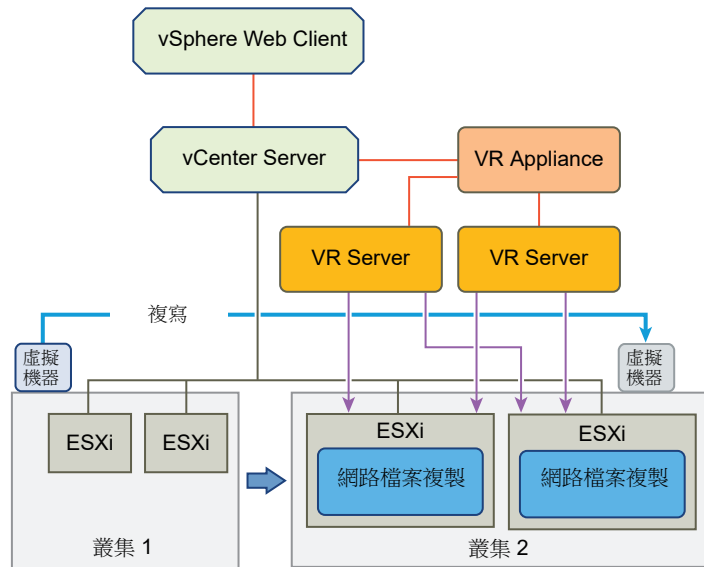 vSphere Web Client
vCenter Server
VR Appliance
VR Server
VR Server
複寫
虛擬
機器
虛擬
機器
ESXi
ESXi
ESXi
ESXi
網路檔案複製
網路檔案複製
叢集 1
叢集 2